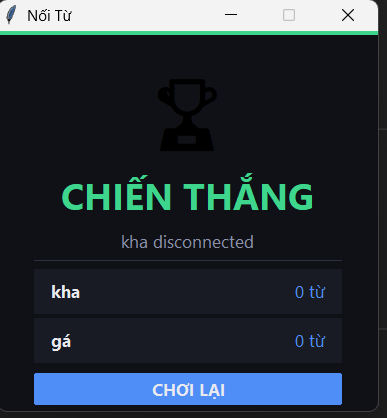 Nối Từ
CHIẾN THẮNG
kha disconnected
kha 0 từ
gá 0 từ
CHƠI LẠI